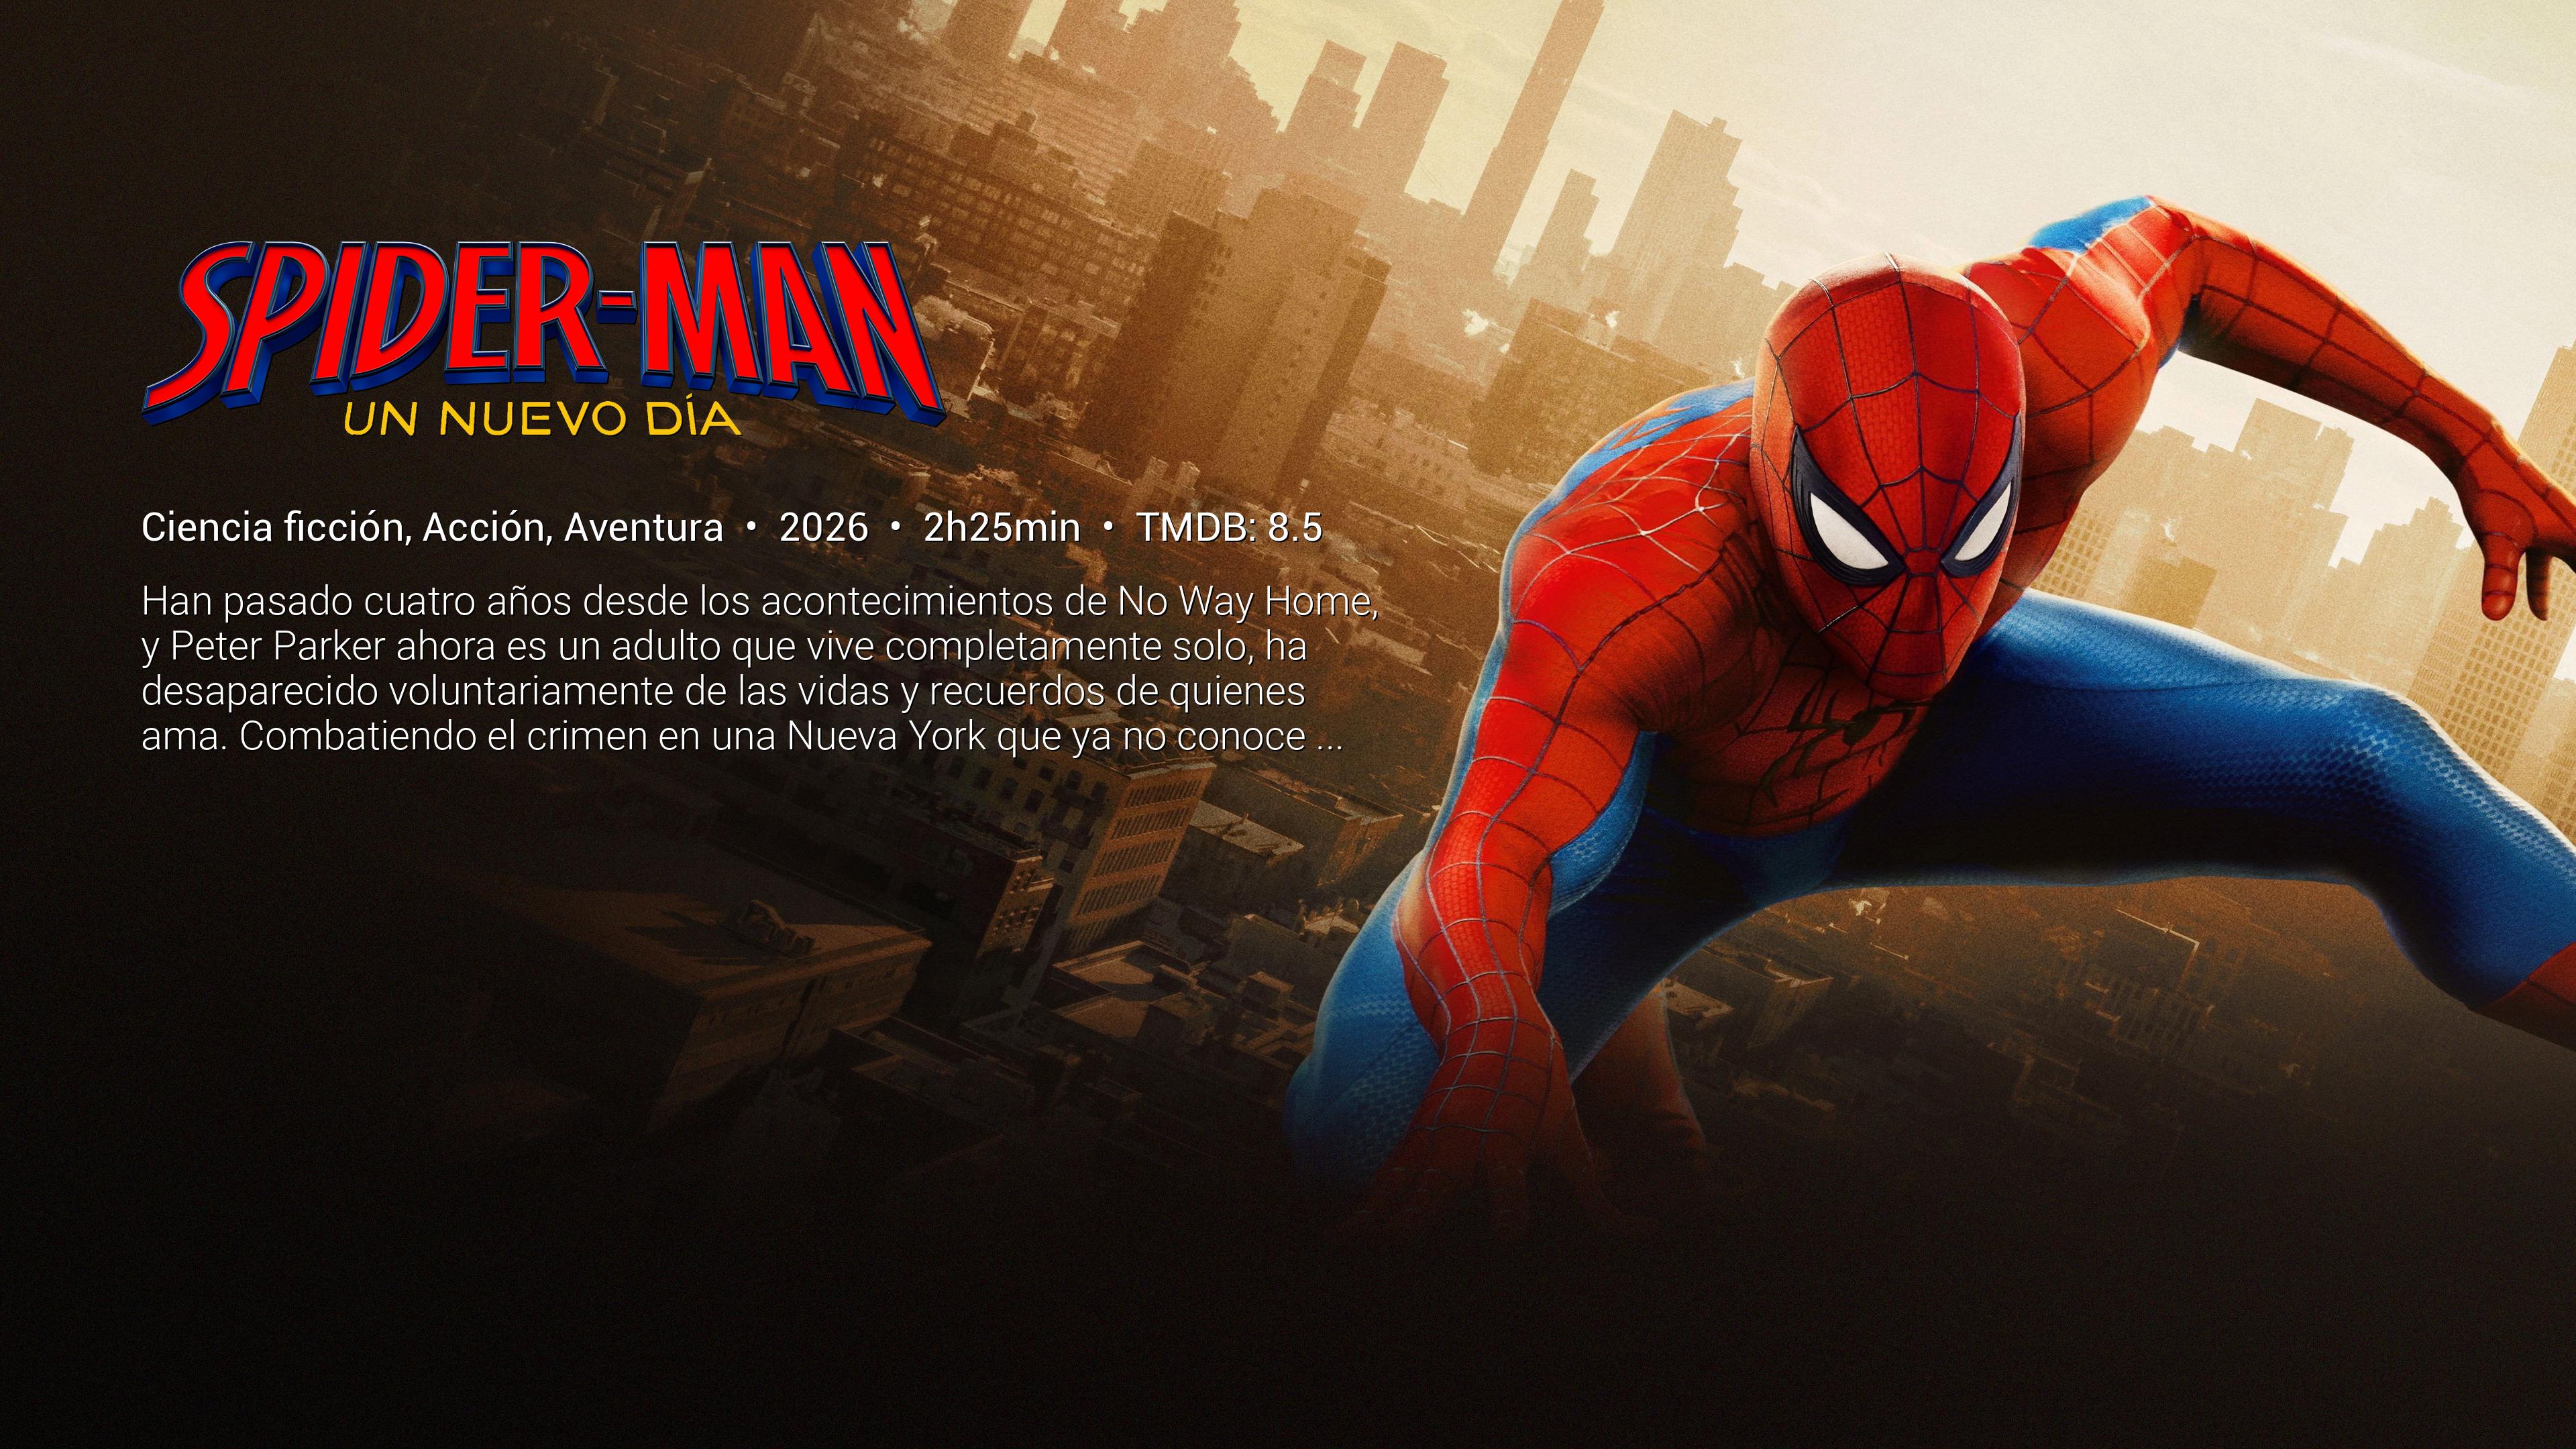 SPIDER-MAN
UN NUEVO DÍA
Ciencia ficción, Acción, Aventura • 2026 • 2h25min • TMDB: 8.5
Han pasado cuatro años desde los acontecimientos de No Way Home,
y Peter Parker ahora es un adulto que vive completamente solo, ha
desaparecido voluntariamente de las vidas y recuerdos de quienes
ama. Combatiendo el crimen en una Nueva York que ya no conoce ...